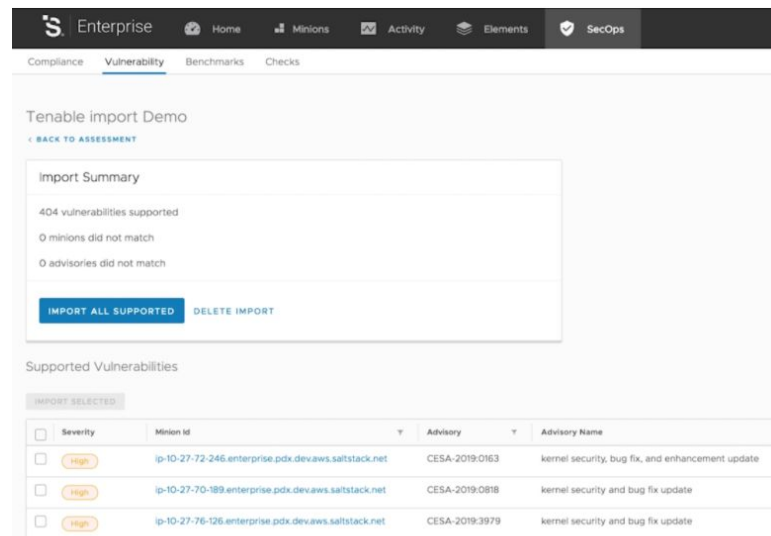 S. Enterprise Home Minions Activity Elements SecOps
Compliance Vulnerability Benchmarks Checks
Tenable import Demo
< BACK TO ASSESSMENT
Import Summary
404 vulnerabilities supported
0 minions did not match
0 advisories did not match
IMPORT ALL SUPPORTED DELETE IMPORT
Supported Vulnerabilities
IMPORT SELECTED
Severity Minion Id Advisory Advisory Name
High ip-10-27-72-246.enterprise.pdx.dev.aws.saltstack.net CESA-2019:0163 kernel security, bug fix, and enhancement update
High ip-10-27-70-189.enterprise.pdx.dev.aws.saltstack.net CESA-2019:0818 kernel security and bug fix update
High ip-10-27-76-126.enterprise.pdx.dev.aws.saltstack.net CESA-2019:3979 kernel security and bug fix update